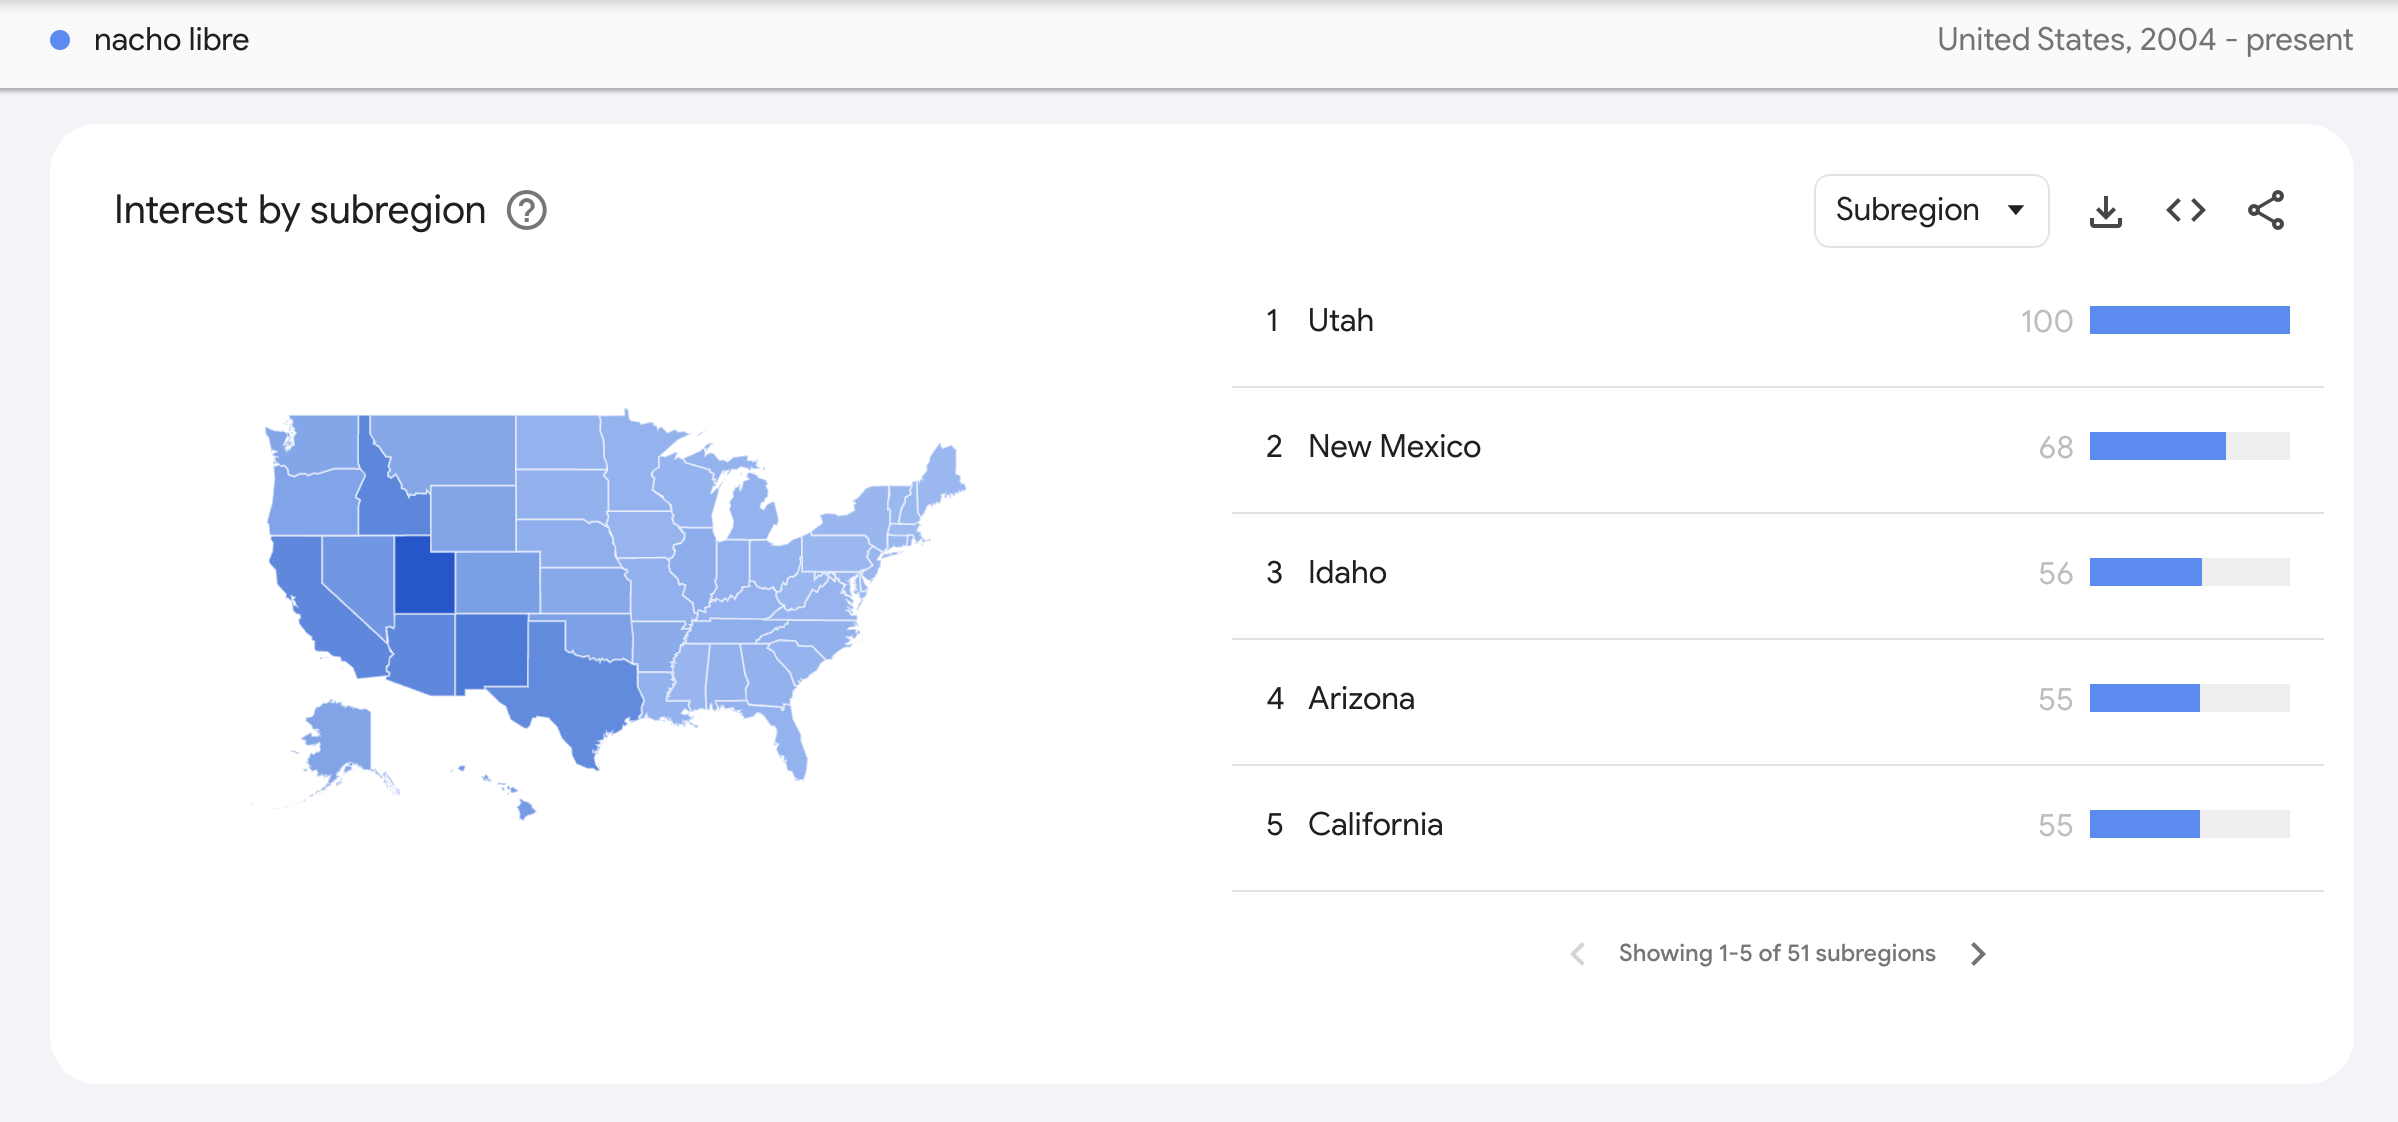 nacho libre
United States, 2004 - present
Interest by subregion
Subregion
1 Utah 100
2 New Mexico 68
3 Idaho 56
4 Arizona 55
5 California 55
Showing 1-5 of 51 subregions